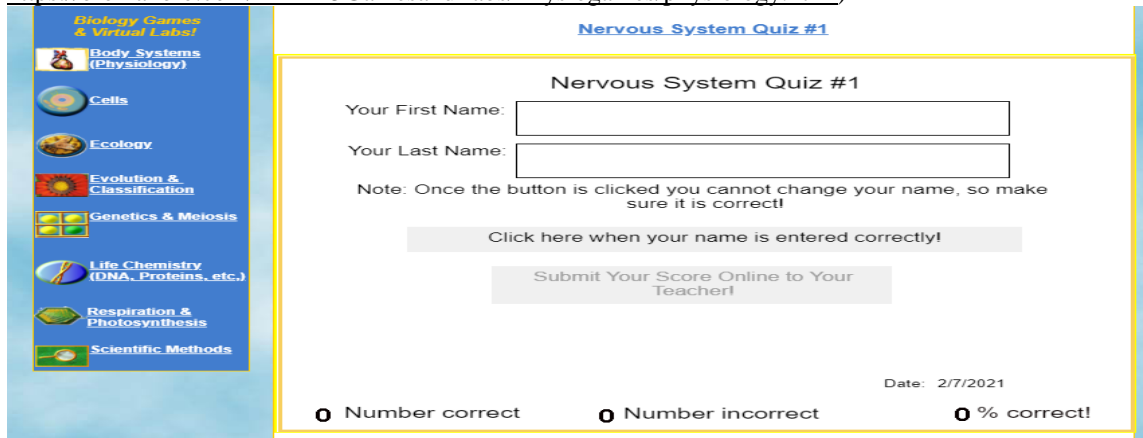 Biology Games
& Virtual Labs!
Body Systems
(Physiology)
Cells
Ecology
Evolution &
Classification
Genetics & Meiosis
Life Chemistry
(DNA, Proteins, etc.)
Respiration &
Photosynthesis
Scientific Methods
Nervous System Quiz #1
Nervous System Quiz #1
Your First Name:
Your Last Name:
Note: Once the button is clicked you cannot change your name, so make
sure it is correct!
Click here when your name is entered correctly!
Submit Your Score Online to Your
Teacher!
Date: 2/7/2021
0 Number correct
0 Number incorrect
0 % correct!